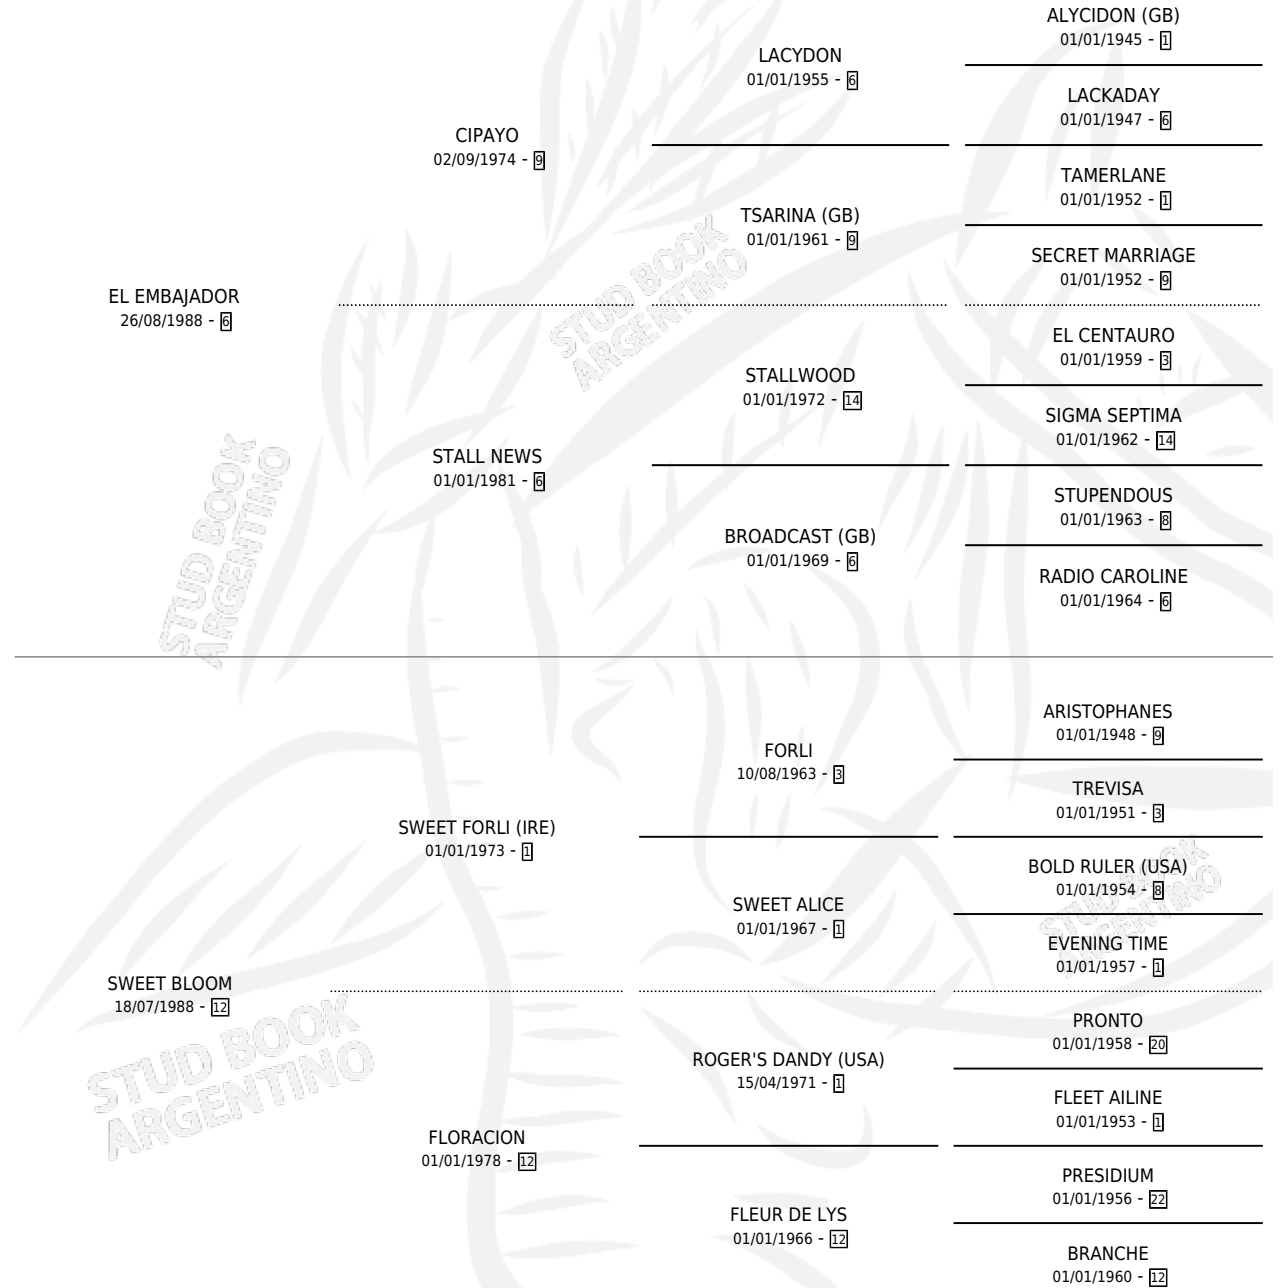 ALYCIDON (GB)
01/01/1945 - 1
LACYDON
01/01/1955 - 6
LACKADAY
01/01/1947 - 6
CIPAYO
02/09/1974 - 9
TAMERLANE
01/01/1952 - 1
TSARINA (GB)
01/01/1961 - 9
SECRET MARRIAGE
01/01/1952 - 9
EL EMBAJADOR
26/08/1988 - 6
EL CENTAURO
01/01/1959 - 3
STALLWOOD
01/01/1972 - 14
SIGMA SEPTIMA
01/01/1962 - 14
STALL NEWS
01/01/1981 - 6
STUPENDOUS
01/01/1963 - 8
BROADCAST (GB)
01/01/1969 - 6
RADIO CAROLINE
01/01/1964 - 6
STUD BOOK
ARGENTINO
STUD BOOK
ARGENTINO
ARISTOPHANES
01/01/1948 - 9
FORLI
10/08/1963 - 3
TREVISA
01/01/1951 - 3
SWEET FORLI (IRE)
01/01/1973 - 1
BOLD RULER (USA)
01/01/1954 - 8
SWEET ALICE
01/01/1967 - 1
EVENING TIME
01/01/1957 - 1
STUD BOOK
ARGENTINO
SWEET BLOOM
18/07/1988 - 12
PRONTO
01/01/1958 - 20
ROGER'S DANDY (USA)
15/04/1971 - 1
FLEET AILINE
01/01/1953 - 1
STUD BOOK
ARGENTINO
FLORACION
01/01/1978 - 12
PRESIDIUM
01/01/1956 - 22
FLEUR DE LYS
01/01/1966 - 12
BRANCHE
01/01/1960 - 12